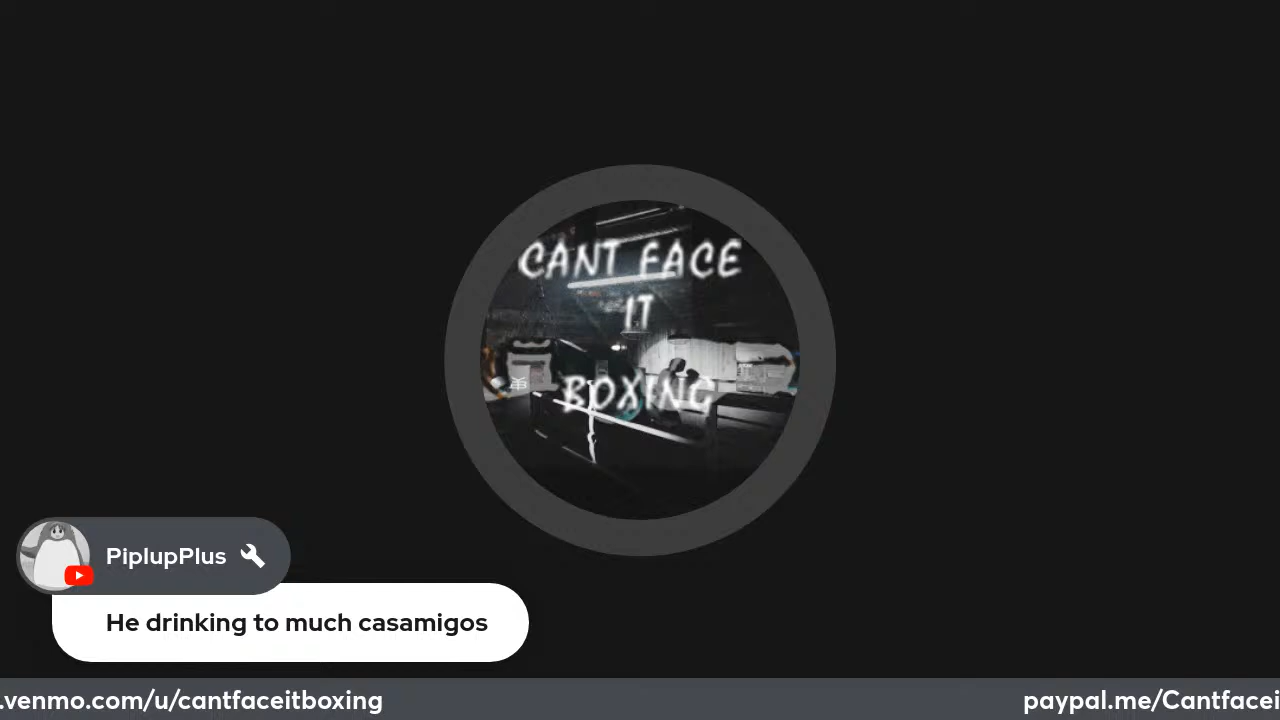 CANT FACE
IT
BOXING
PiplupPlus
He drinking to much casamigos
.venmo.com/u/cantfaceitboxing
paypal.me/Cantfacei